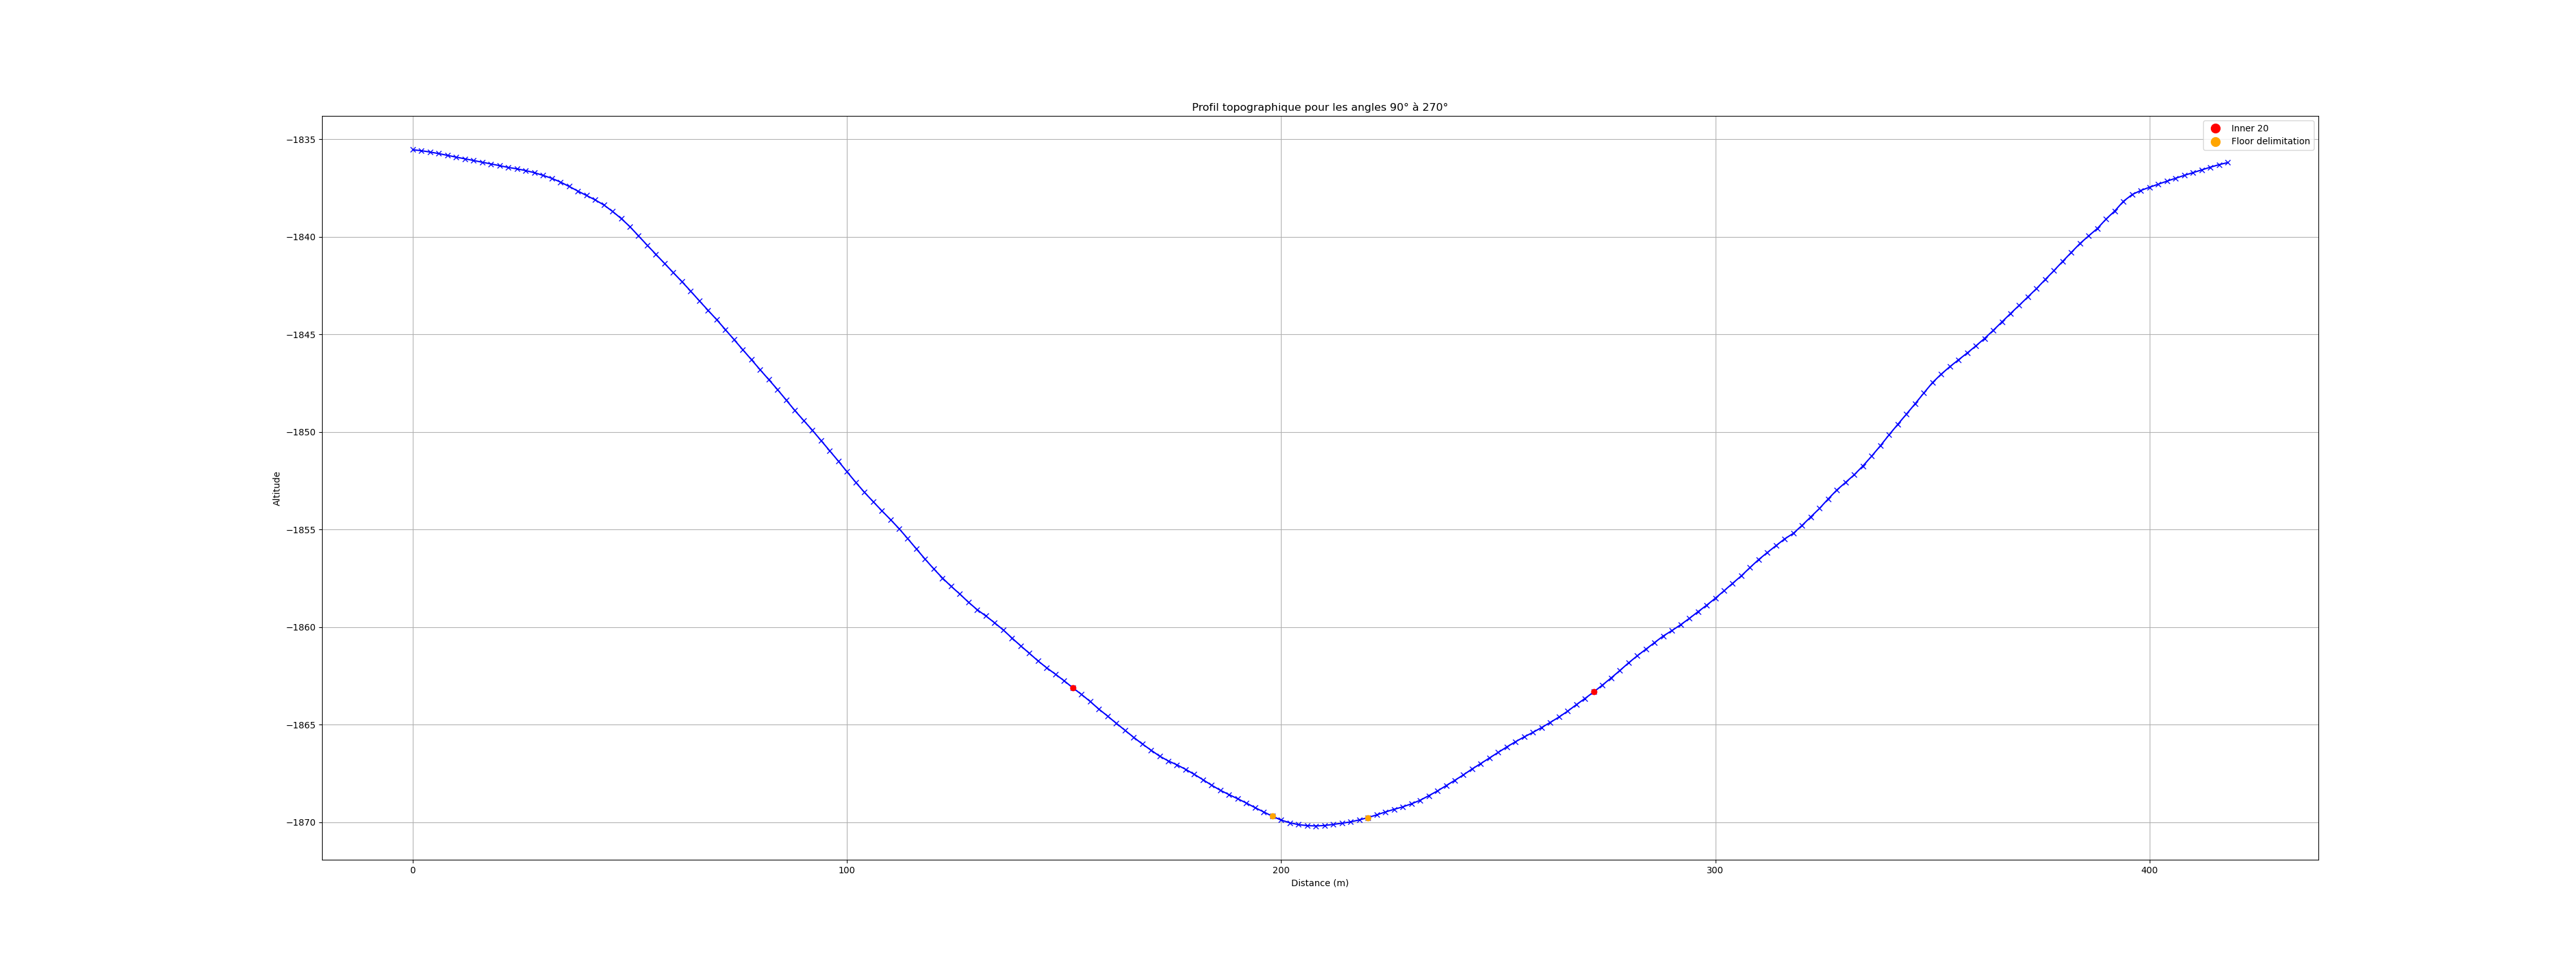 Profil topographique pour les angles 90° à 270°
Inner 20
Floor delimitation
Altitude
−1835
−1840
−1845
−1850
−1855
−1860
−1865
−1870
0
100
200
300
400
Distance (m)